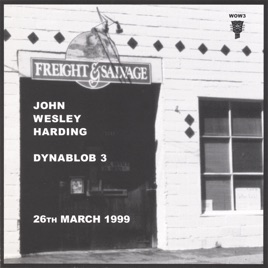 WOW3
FREIGHT & SALVAGE
JOHN
WESLEY
HARDING
DYNABLOB 3
26TH MARCH 1999